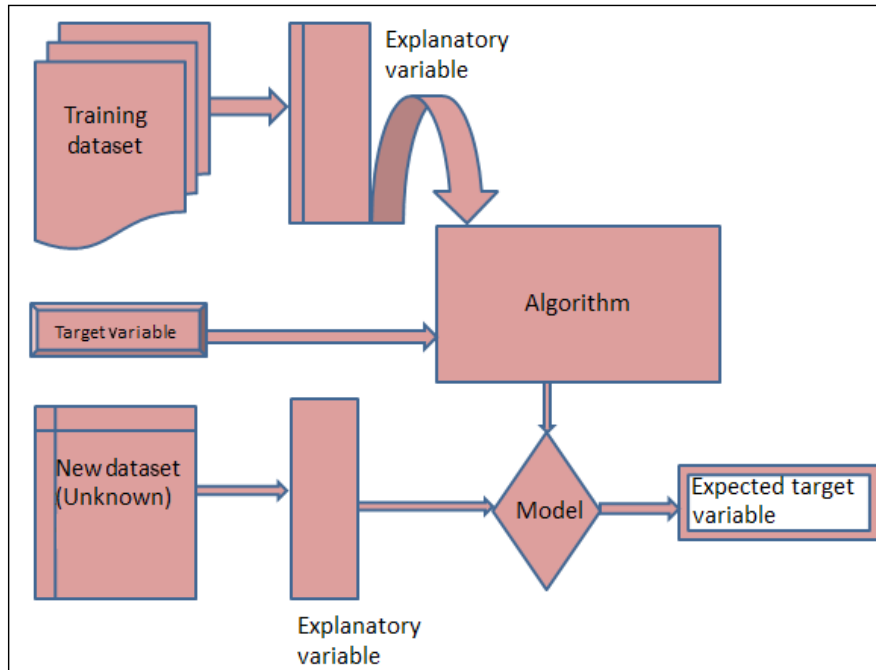 Explanatory
variable
Training
dataset
Algorithm
Target variable
New dataset
(Unknown)
Model
Expected target
variable
Explanatory
variable